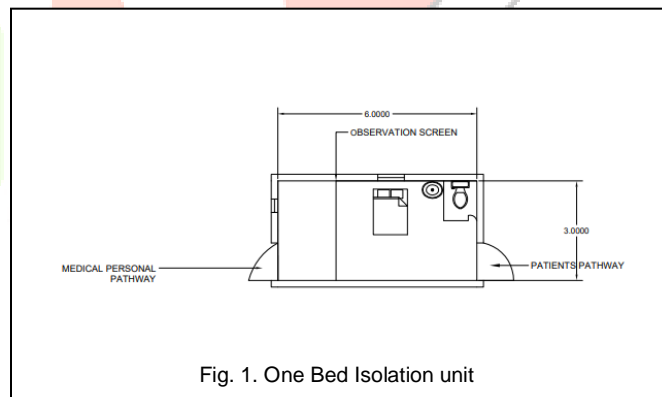 6.0000
OBSERVATION SCREEN
3.0000
MEDICAL PERSONAL
PATHWAY
PATIENTS PATHWAY
Fig. 1. One Bed Isolation unit